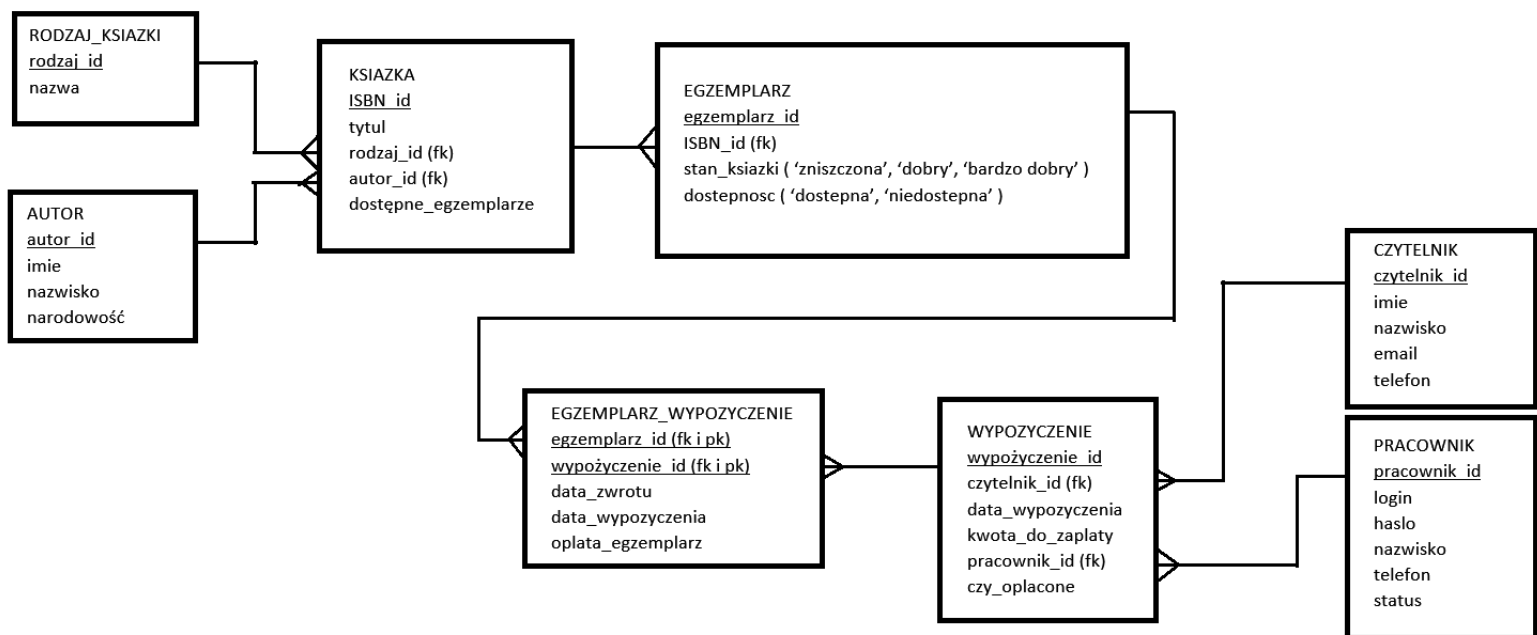 RODZAJ_KSIAZKI
rodzaj_id
nazwa
KSIAZKA
ISBN_id
tytul
rodzaj_id (fk)
autor_id (fk)
dostępne_egzemplarze
EGZEMPLARZ
egzemplarz_id
ISBN_id (fk)
stan_ksiazki ( ‘zniszczona’, ‘dobry’, ‘bardzo dobry’ )
dostepnosc ( ‘dostepna’, ‘niedostepna’ )
AUTOR
autor_id
imie
nazwisko
narodowość
CZYTELNIK
czytelnik_id
imie
nazwisko
email
telefon
EGZEMPLARZ_WYPOZYCZENIE
egzemplarz_id (fk i pk)
wypożyczenie_id (fk i pk)
data_zwrotu
data_wypozyczenia
oplata_egzemplarz
WYPOZYCZENIE
wypożyczenie_id
czytelnik_id (fk)
data_wypozyczenia
kwota_do_zaplaty
pracownik_id (fk)
czy_oplacone
PRACOWNIK
pracownik_id
login
haslo
nazwisko
telefon
status